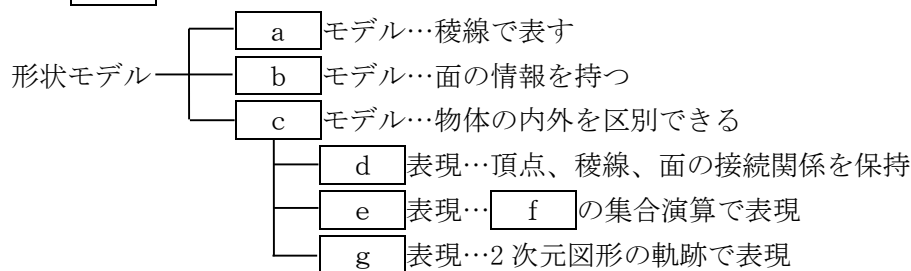 a モデル…稜線で表す
形状モデル b モデル…面の情報を持つ
c モデル…物体の内外を区別できる
d 表現…頂点、稜線、面の接続関係を保持
e 表現… f の集合演算で表現
g 表現…2次元図形の軌跡で表現